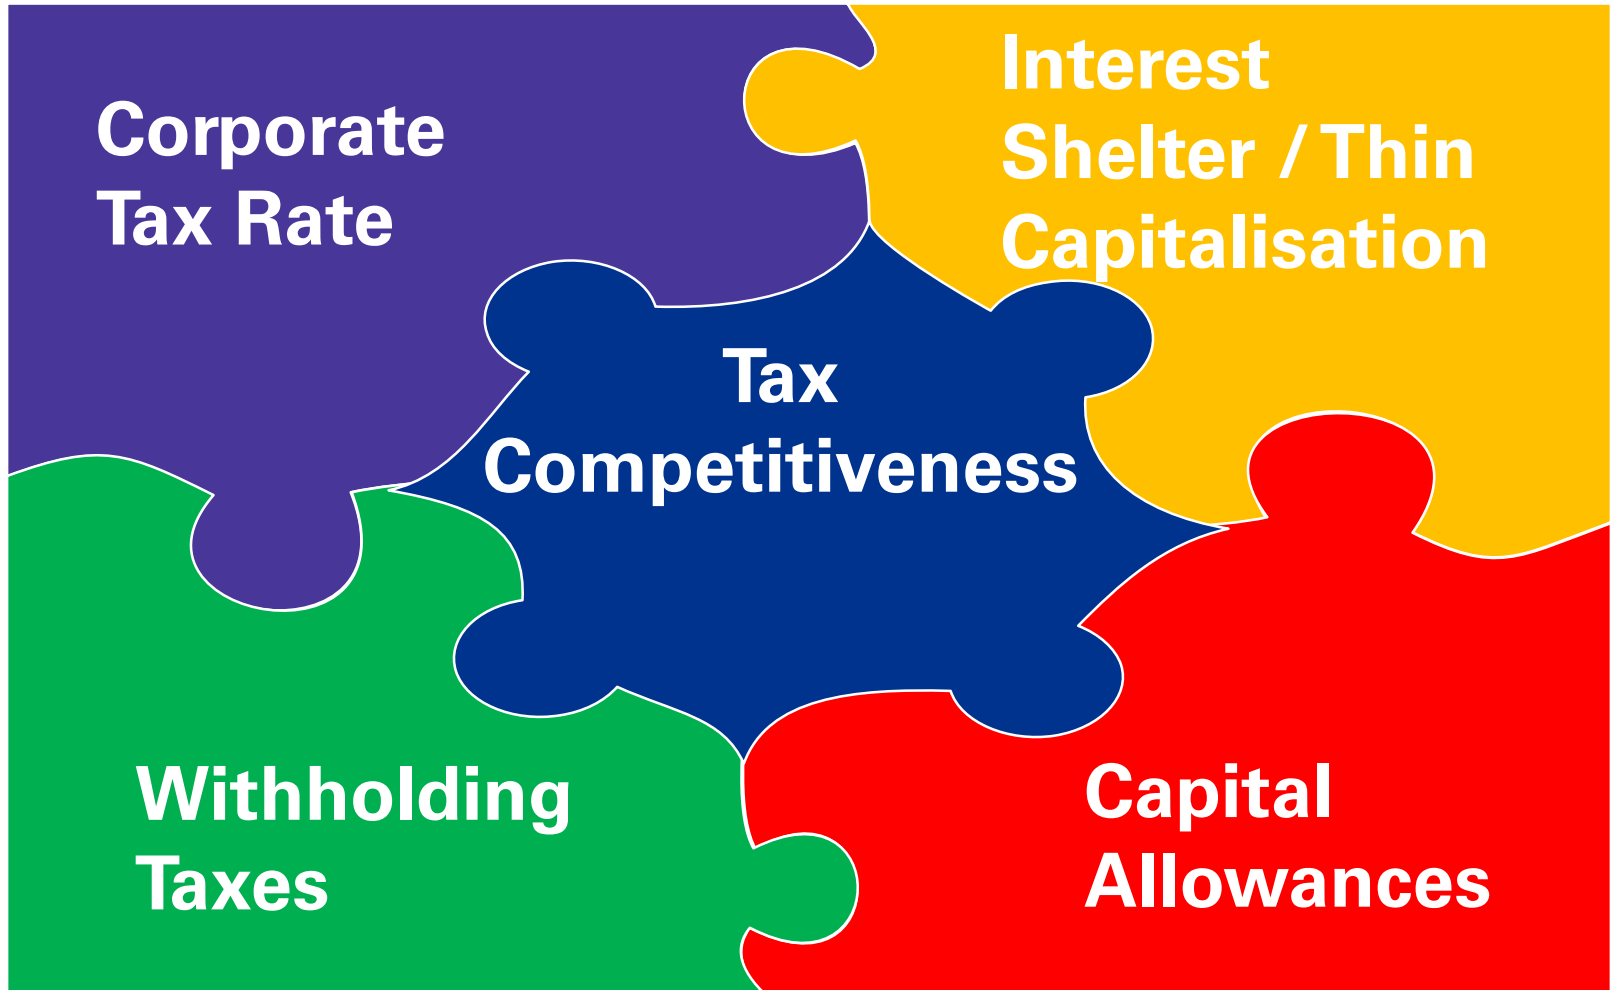 Corporate
Tax Rate
Interest
Shelter / Thin
Capitalisation
Tax
Competitiveness
Withholding
Taxes
Capital
Allowances